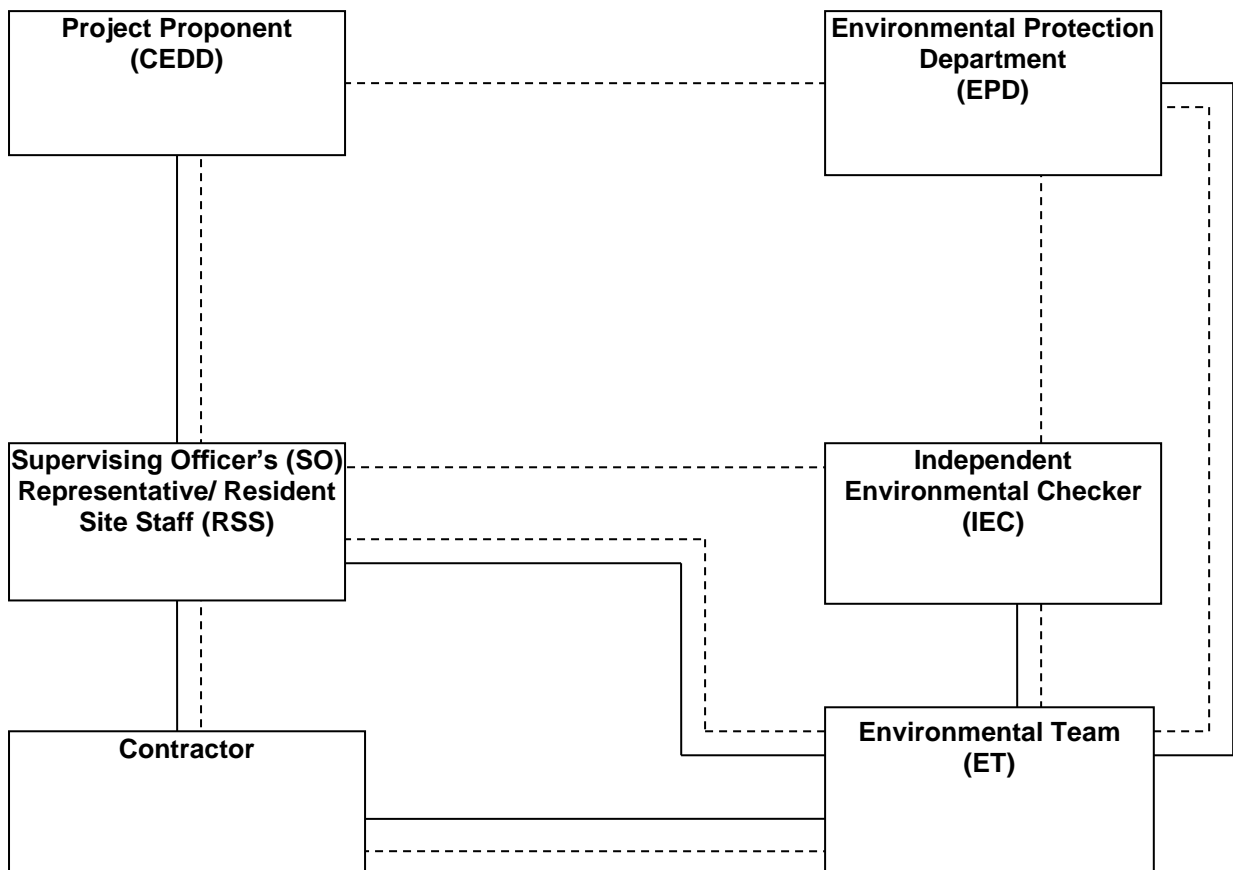 Project Proponent
(CEDD)
Environmental Protection
Department
(EPD)
Supervising Officer's (SO)
Representative/ Resident
Site Staff (RSS)
Independent
Environmental Checker
(IEC)
Contractor
Environmental Team
(ET)